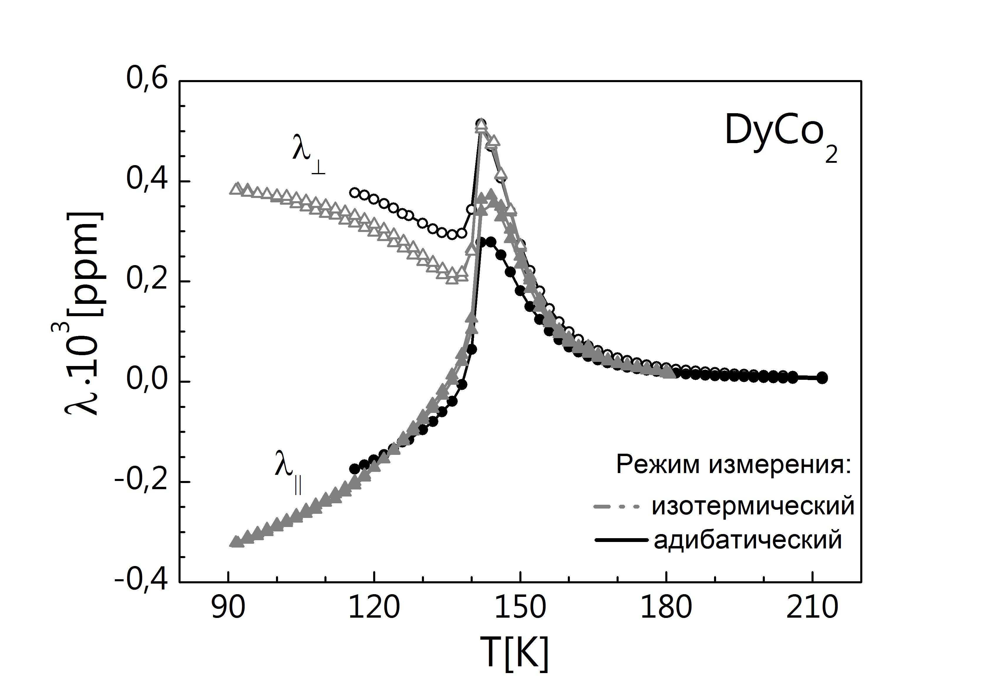 0,6
0,4
0,2
0,0
-0,2
-0,4
λ·10³[ppm]
DyCo₂
λ⊥
λ||
Режим измерения:
изотермический
адибатический
90 120 150 180 210
T[K]